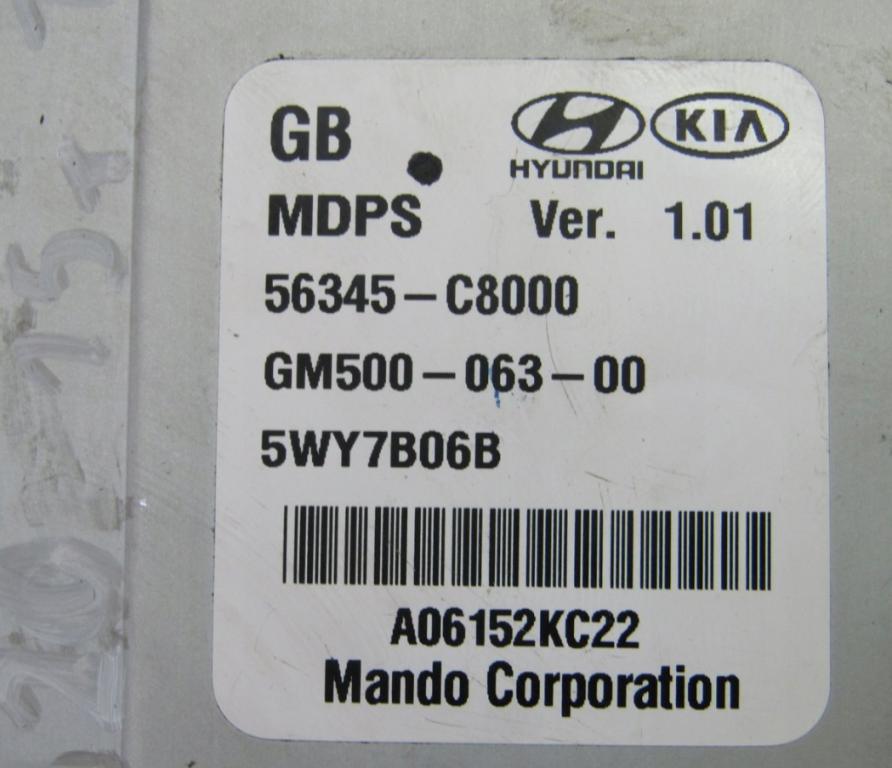 GB
HYUNDAI KIA
MDPS Ver. 1.01
56345-C8000
GM500-063-00
5WY7B06B
A06152KC22
Mando Corporation